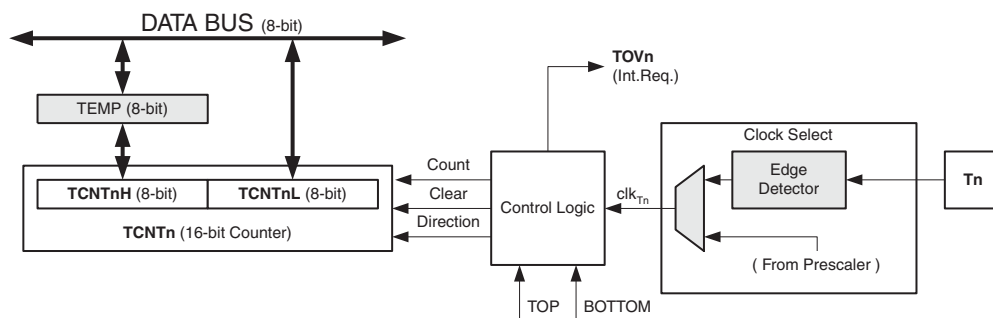 DATA BUS (8-bit)
TEMP (8-bit)
TCNTnH (8-bit)
TCNTnL (8-bit)
TCNTn (16-bit Counter)
Count
Clear
Direction
TOVn
(Int.Req.)
Control Logic
TOP
BOTTOM
clkTn
Clock Select
Edge
Detector
( From Prescaler )
Tn